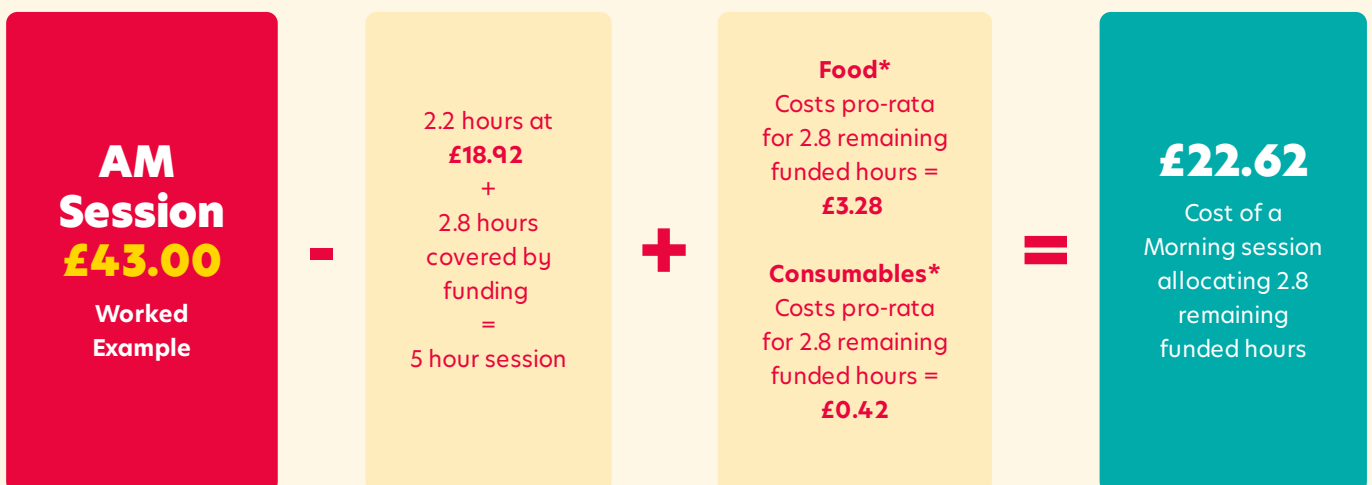 AM
Session
£43.00
Worked
Example
-
2.2 hours at
£18.92
+
2.8 hours
covered by
funding
=
5 hour session
+
Food*
Costs pro-rata
for 2.8 remaining
funded hours =
£3.28
Consumables*
Costs pro-rata
for 2.8 remaining
funded hours =
£0.42
=
£22.62
Cost of a
Morning session
allocating 2.8
remaining
funded hours